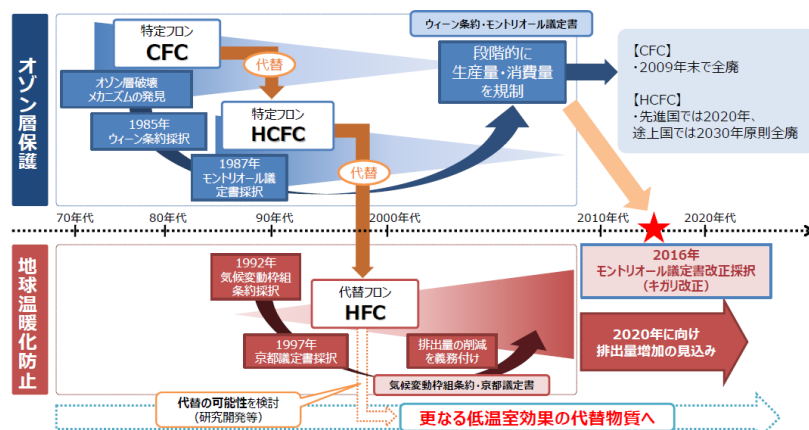 オゾン層保護
特定フロン
CFC
代替
オゾン層破壊
メカニズムの発見
1985年
ウィーン条約採択
特定フロン
HCFC
1987年
モントリオール議
定書採択
代替
ウィーン条約・モントリオール議定書
段階的に
生産量・消費量
を規制
【CFC】
・2009年末で全廃
【HCFC】
・先進国では2020年、
途上国では2030年原則全廃
70年代
80年代
90年代
2000年代
2010年代
2020年代
地球温暖化防止
1992年
気候変動枠組
条約採択
1997年
京都議定書採択
代替フロン
HFC
排出量の削減
を義務付け
気候変動枠組条約・京都議定書
2016年
モントリオール議定書改正採択
（キガリ改正）
2020年に向け
排出量増加の見込み
代替の可能性を検討
（研究開発等）
更なる低温室効果の代替物質へ